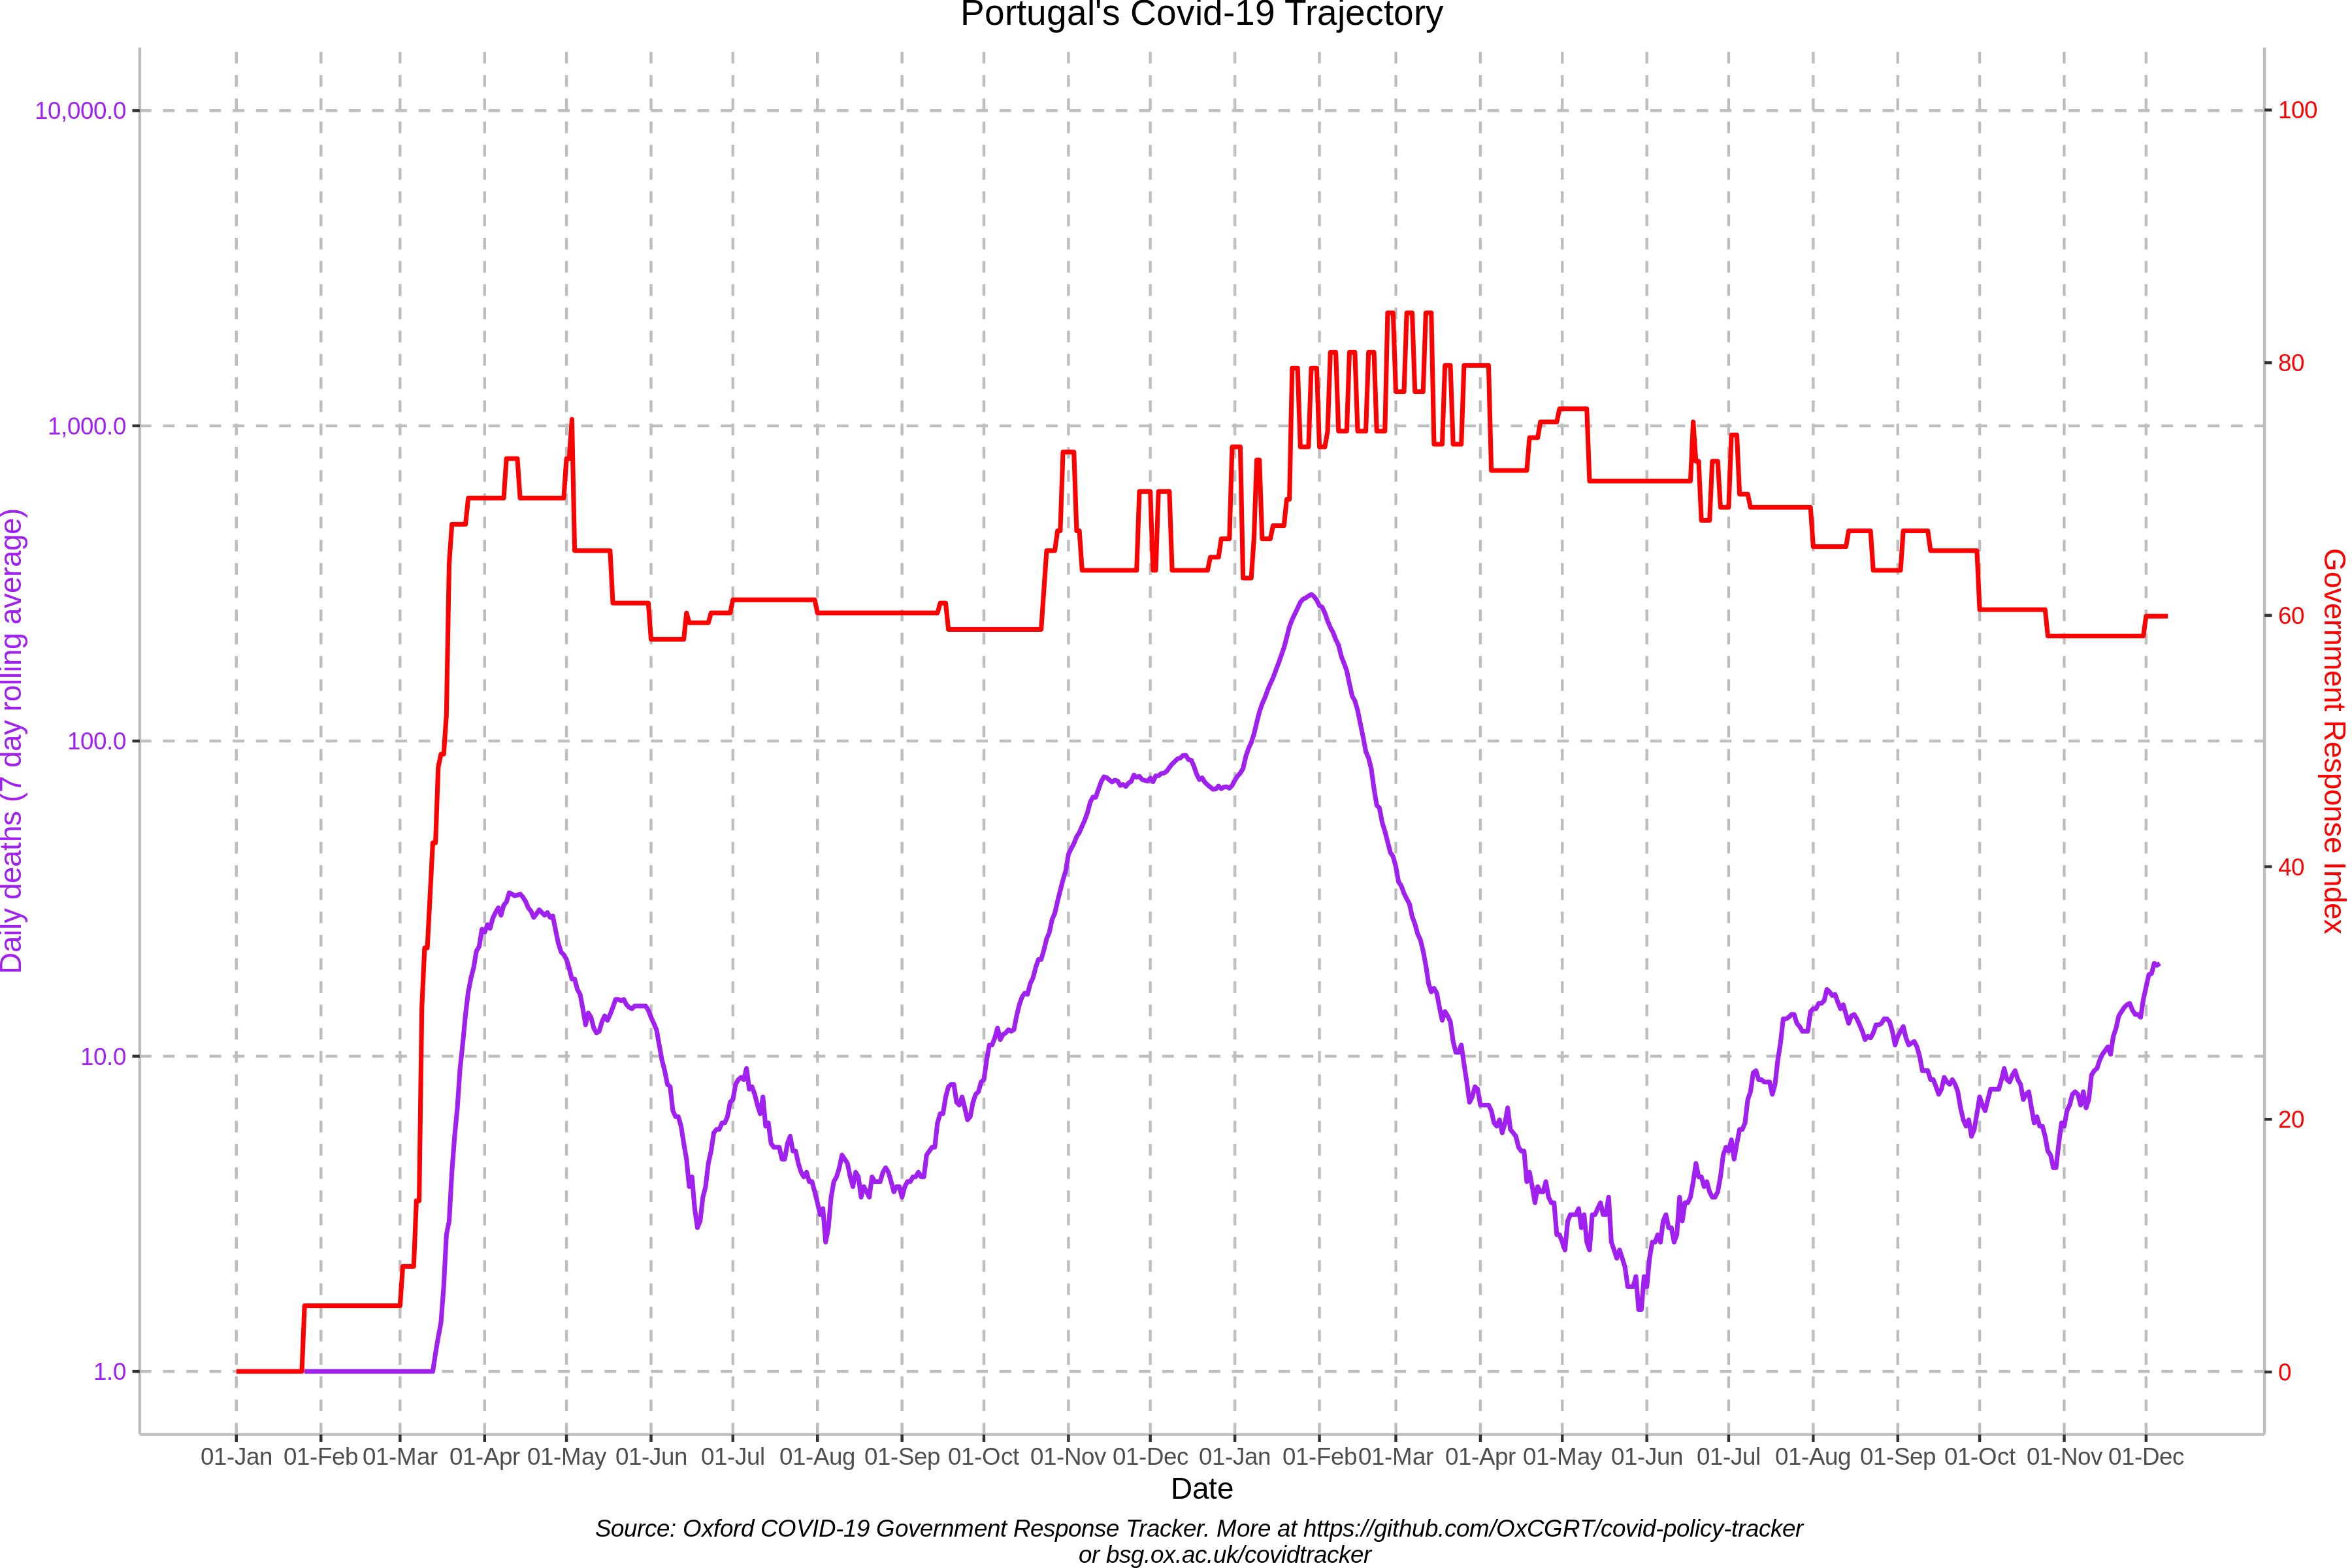 Portugal's Covid-19 Trajectory
10,000.0
1,000.0
100.0
10.0
1.0
Daily deaths (7 day rolling average)
100
80
60
40
20
0
Government Response Index
01-Jan 01-Feb 01-Mar 01-Apr 01-May 01-Jun 01-Jul 01-Aug 01-Sep 01-Oct 01-Nov 01-Dec 01-Jan 01-Feb 01-Mar 01-Apr 01-May 01-Jun 01-Jul 01-Aug 01-Sep 01-Oct 01-Nov 01-Dec
Date
Source: Oxford COVID-19 Government Response Tracker. More at https://github.com/OxCGRT/covid-policy-tracker
or bsg.ox.ac.uk/covidtracker